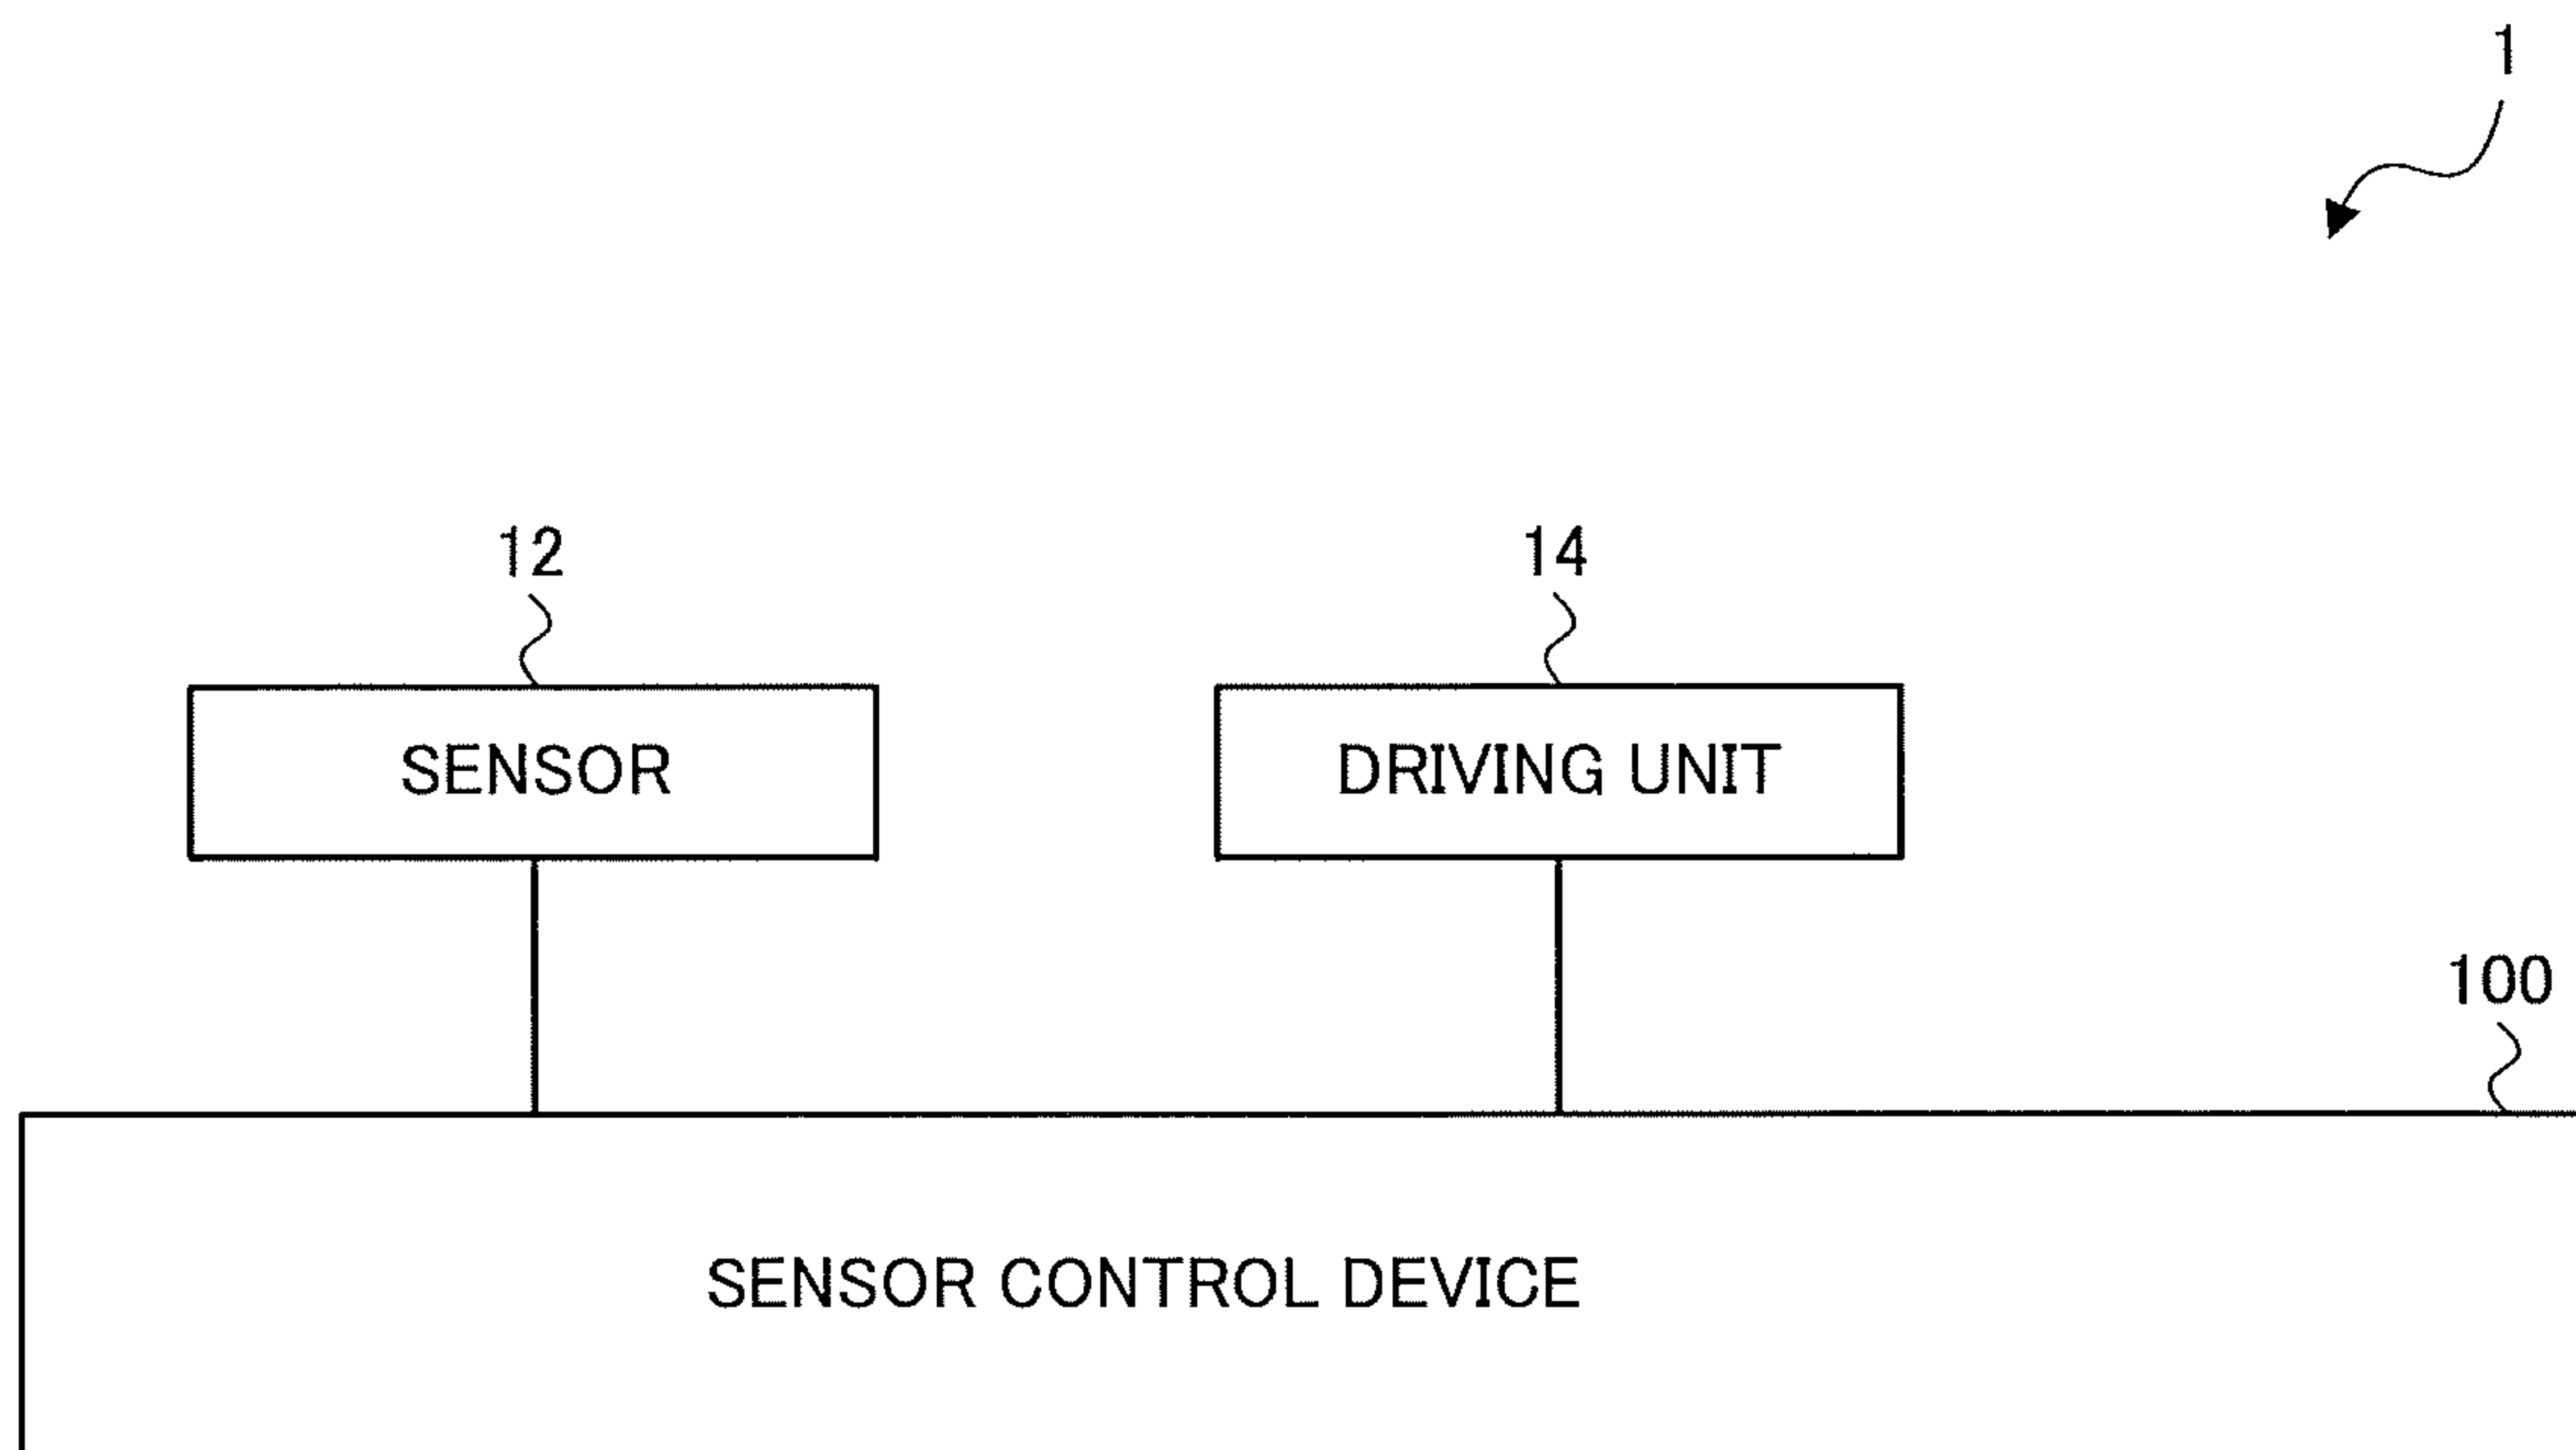 1
12
14
SENSOR
DRIVING UNIT
100
SENSOR CONTROL DEVICE